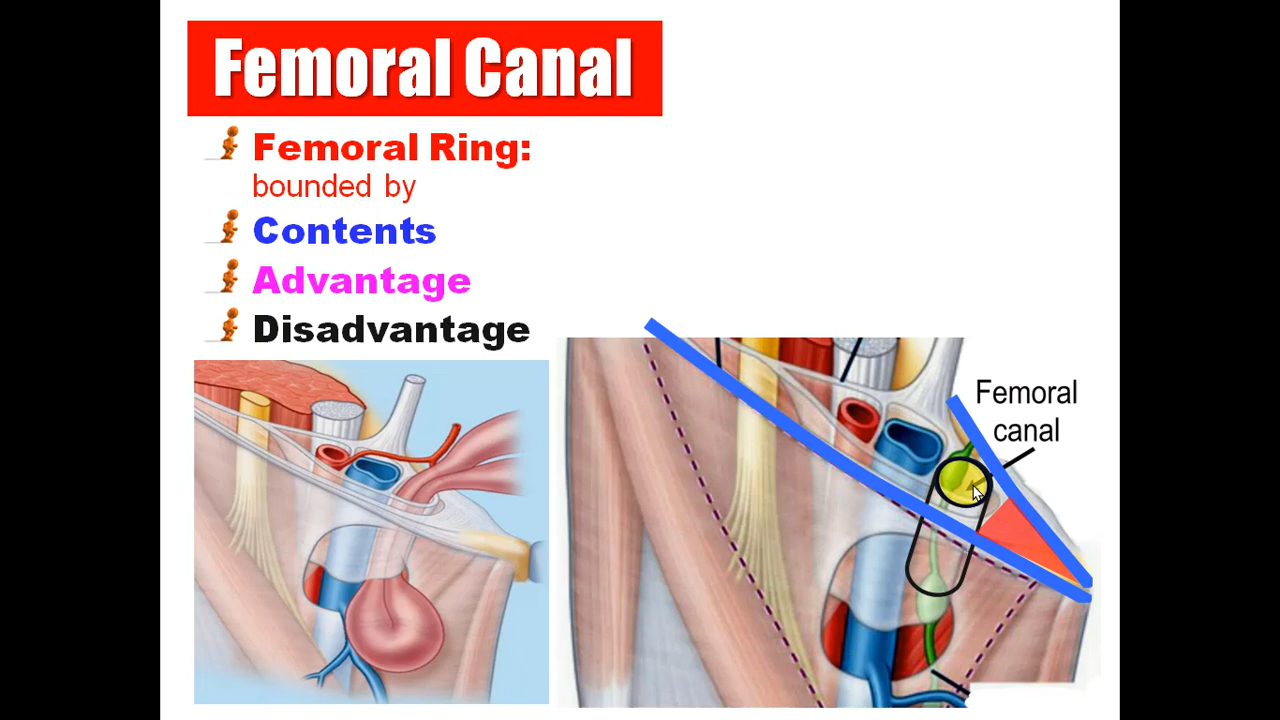 Femoral Canal
Femoral Ring:
bounded by
Contents
Advantage
Disadvantage
Femoral
canal